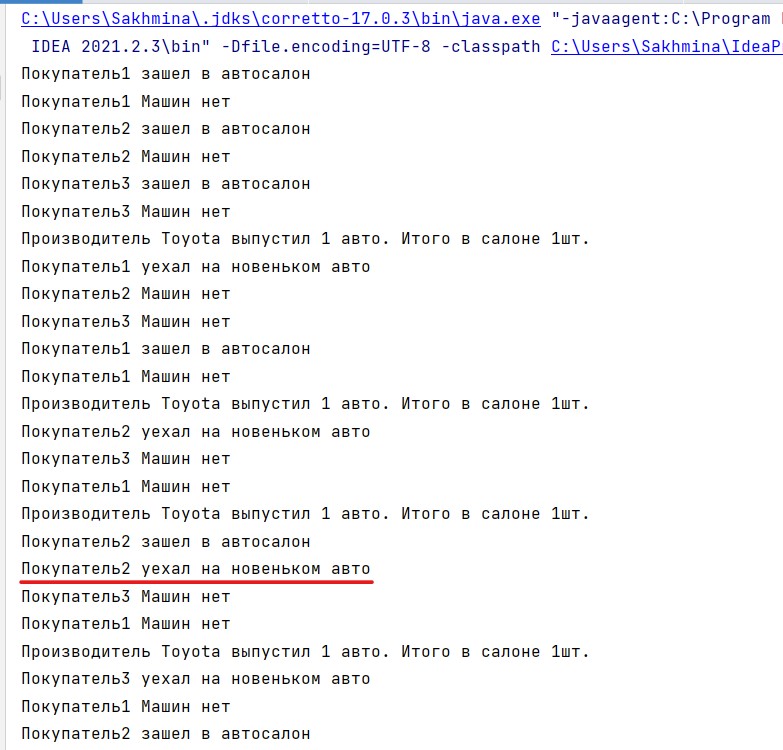 C:\Users\Sakhmina\.jdks\corretto-17.0.3\bin\java.exe "-javaagent:C:\Program
IDEA 2021.2.3\bin" -Dfile.encoding=UTF-8 -classpath C:\Users\Sakhmina\IdeaP
Покупатель1 зашел в автосалон
Покупатель1 Машин нет
Покупатель2 зашел в автосалон
Покупатель2 Машин нет
Покупатель3 зашел в автосалон
Покупатель3 Машин нет
Производитель Toyota выпустил 1 авто. Итого в салоне 1шт.
Покупатель1 уехал на новеньком авто
Покупатель2 Машин нет
Покупатель3 Машин нет
Покупатель1 зашел в автосалон
Покупатель1 Машин нет
Производитель Toyota выпустил 1 авто. Итого в салоне 1шт.
Покупатель2 уехал на новеньком авто
Покупатель3 Машин нет
Покупатель1 Машин нет
Производитель Toyota выпустил 1 авто. Итого в салоне 1шт.
Покупатель2 зашел в автосалон
Покупатель2 уехал на новеньком авто
Покупатель3 Машин нет
Покупатель1 Машин нет
Производитель Toyota выпустил 1 авто. Итого в салоне 1шт.
Покупатель3 уехал на новеньком авто
Покупатель1 Машин нет
Покупатель2 зашел в автосалон